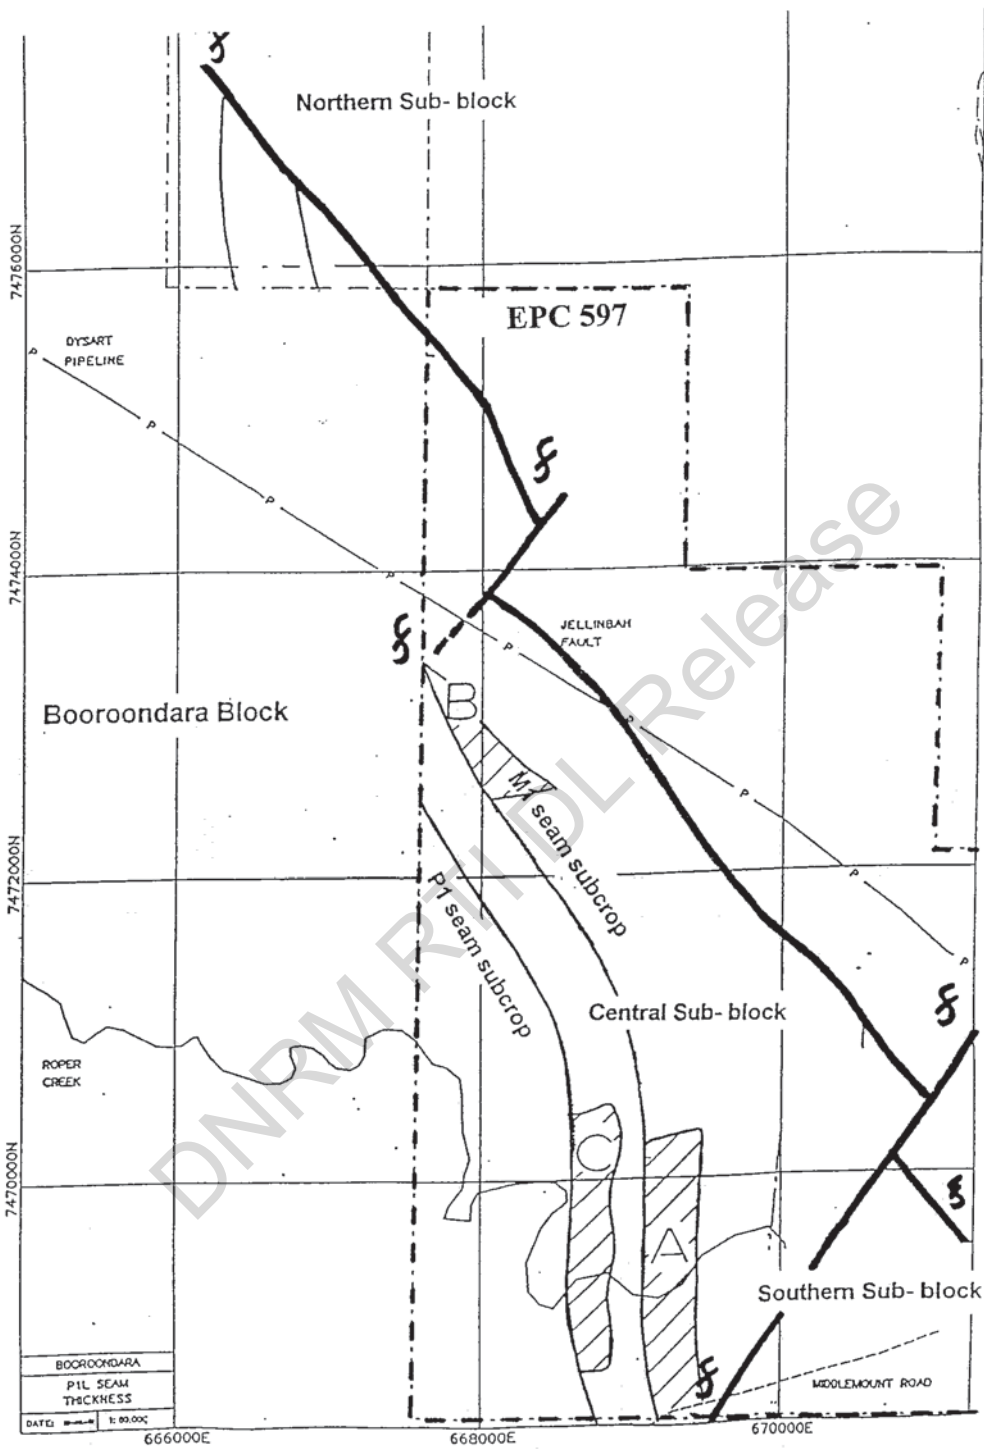 f
Northern Sub- block
7476000N
EPC 597
DYSART
PIPELINE
P
P
P
f
7474000N
P
JELLINBAH
FAULT
f
P
B
Booroondara Block
P
M1 seam subcrop
P
7472000N
P1 seam subcrop
P
P
f
Central Sub- block
ROPER
CREEK
C
7470000N
f
A
Southern Sub- block
BOOROONDARA
P1L SEAM
THICKNESS
DATE:
f
MIDDLEMOUNT ROAD
666000E
668000E
670000E
DNRM RTI DL Release